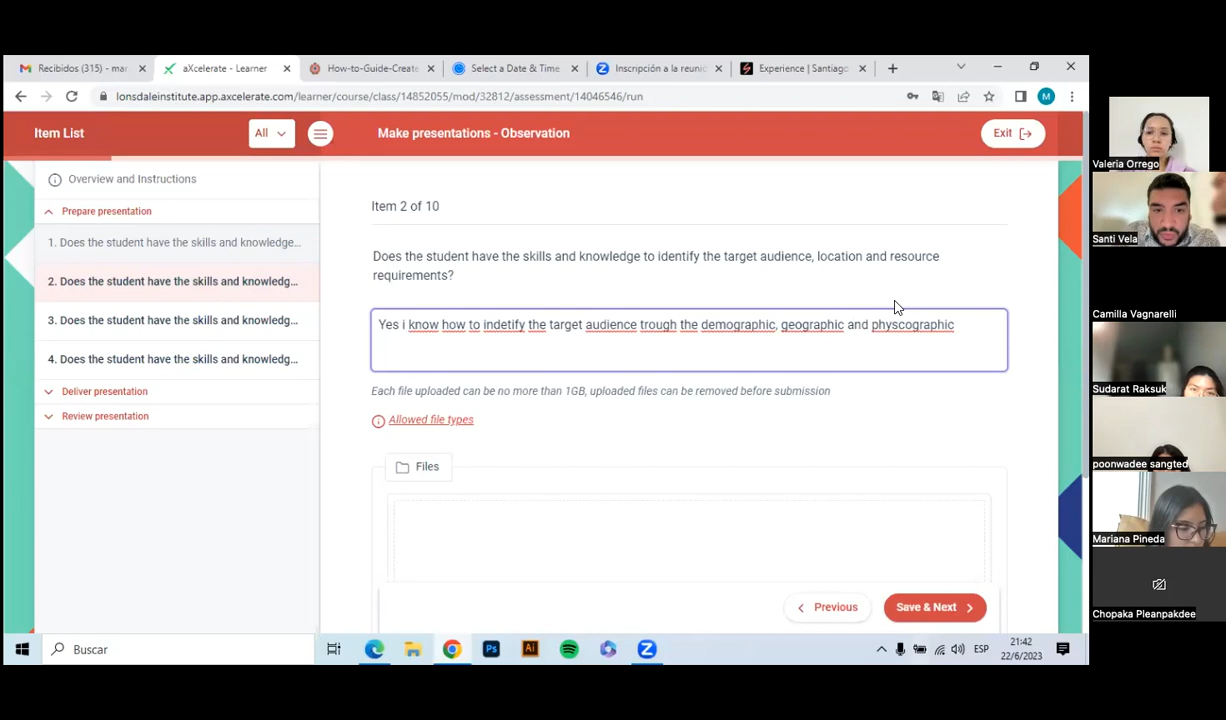 Recibidos (315) - mar
aXcelerate - Learner
How-to-Guide-Create
Select a Date & Time
Inscripción a la reuni
Experience | Santiago
lonsdaleinstitute.app.axcelerate.com/learner/course/class/14852055/mod/32812/assessment/14046546/run
M
Item List
All
Make presentations - Observation
Exit
Overview and Instructions
Prepare presentation
1. Does the student have the skills and knowledge...
2. Does the student have the skills and knowledg...
3. Does the student have the skills and knowledg...
4. Does the student have the skills and knowledg...
Deliver presentation
Review presentation
Item 2 of 10
Does the student have the skills and knowledge to identify the target audience, location and resource
requirements?
Yes i know how to indetify the target audience trough the demographic, geographic and physcographic
Each file uploaded can be no more than 1GB, uploaded files can be removed before submission
Allowed file types
Files
Previous
Save & Next
Valeria Orrego
Santi Vela
Camilla Vagnarelli
Sudarat Raksuk
poonwadee sangted
Mariana Pineda
Chopaka Pleanpakdee
Buscar
Ps
Ai
ESP
21:42
22/6/2023